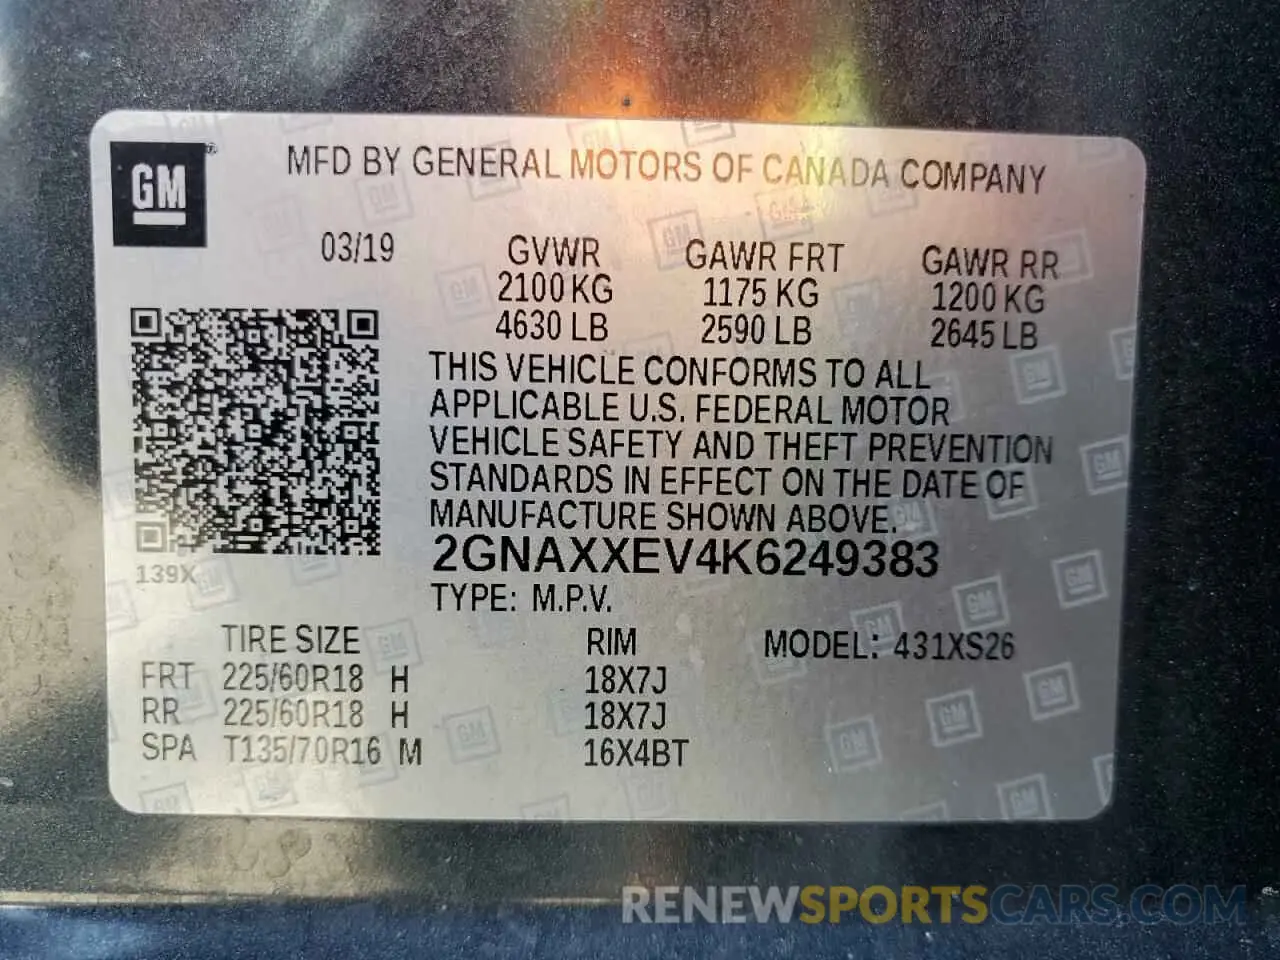 GM
MFD BY GENERAL MOTORS OF CANADA COMPANY
03/19 GVWR GAWR FRT GAWR RR
2100 KG 1175 KG 1200 KG
4630 LB 2590 LB 2645 LB
THIS VEHICLE CONFORMS TO ALL
APPLICABLE U.S. FEDERAL MOTOR
VEHICLE SAFETY AND THEFT PREVENTION
STANDARDS IN EFFECT ON THE DATE OF
MANUFACTURE SHOWN ABOVE.
2GNAXXEV4K6249383
139X
TYPE: M.P.V.
TIRE SIZE RIM MODEL: 431XS26
FRT 225/60R18 H 18X7J
RR 225/60R18 H 18X7J
SPA T135/70R16 M 16X4BT
RENEWSPORTSCARS.COM